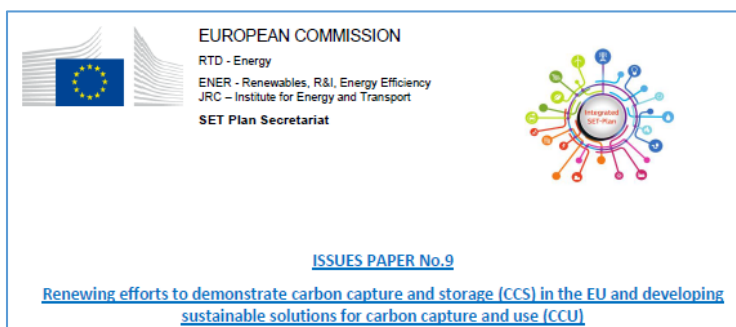 EUROPEAN COMMISSION
RTD - Energy
ENER - Renewables, R&I, Energy Efficiency
JRC – Institute for Energy and Transport
SET Plan Secretariat
Integrated
SET-Plan
ISSUES PAPER No.9
Renewing efforts to demonstrate carbon capture and storage (CCS) in the EU and developing
sustainable solutions for carbon capture and use (CCU)